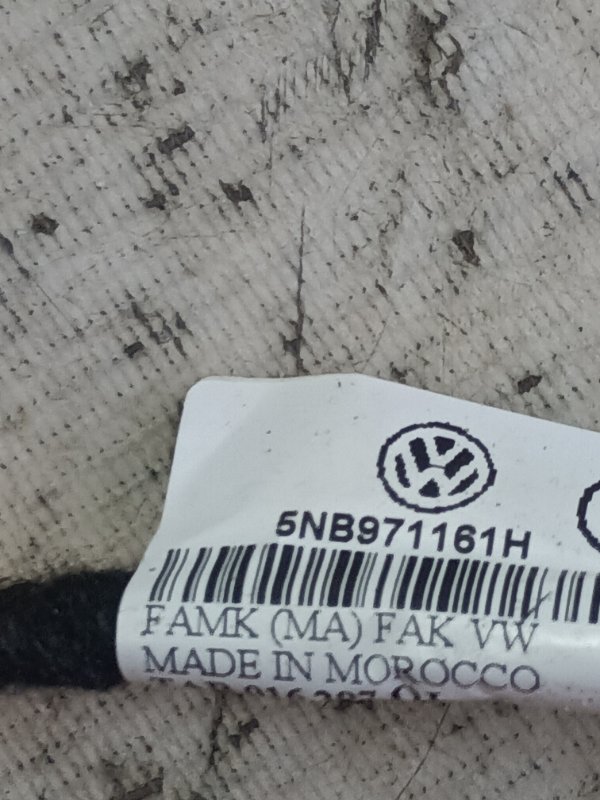 5NB971161H
FAMK (MA) FAK VW
MADE IN MOROCCO